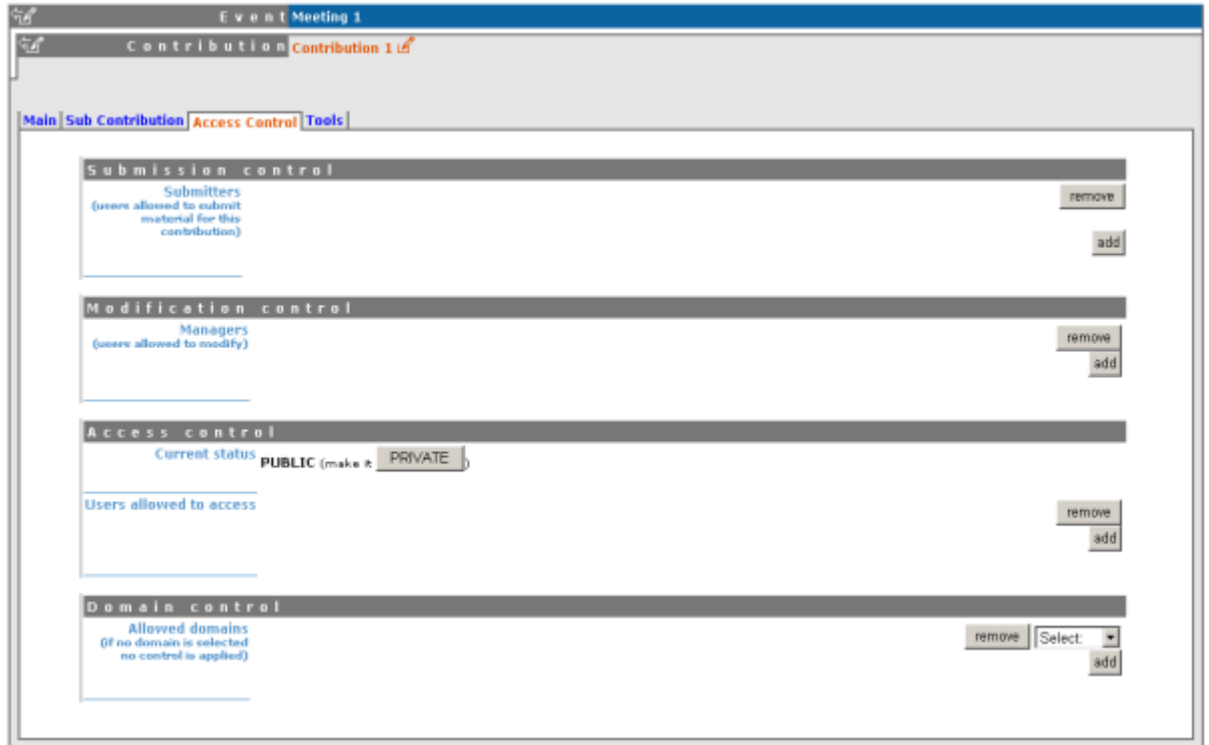 Event Meeting 1
Contribution Contribution 1
Main Sub Contribution Access Control Tools
Submission control
Submitters
(users allowed to submit
material for this
contribution)
remove
add
Modification control
Managers
(users allowed to modify)
remove
add
Access control
Current status PUBLIC (make it PRIVATE )
Users allowed to access
remove
add
Domain control
Allowed domains
(if no domain is selected
no control is applied)
remove Select:
add